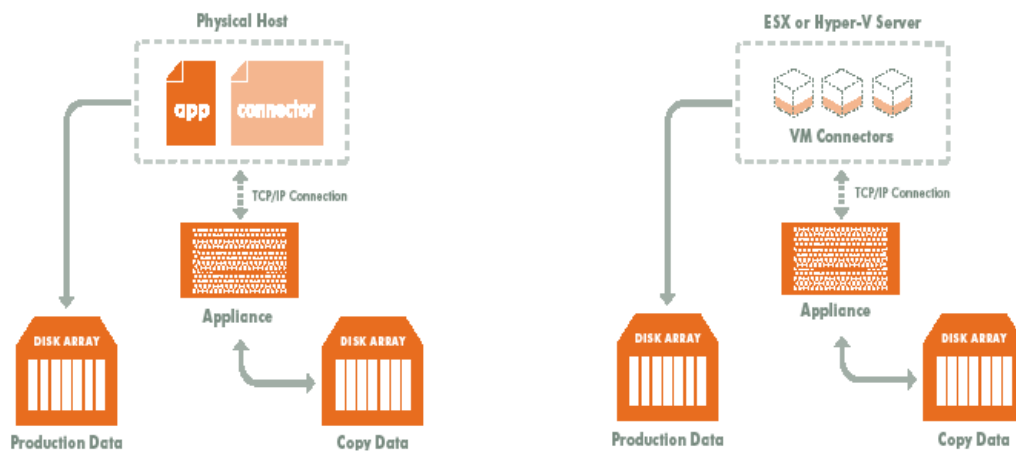 Physical Host
app
connector
TCP/IP Connection
Appliance
DISK ARRAY
DISK ARRAY
Production Data
Copy Data
ESX or Hyper-V Server
VM Connectors
TCP/IP Connection
Appliance
DISK ARRAY
DISK ARRAY
Production Data
Copy Data